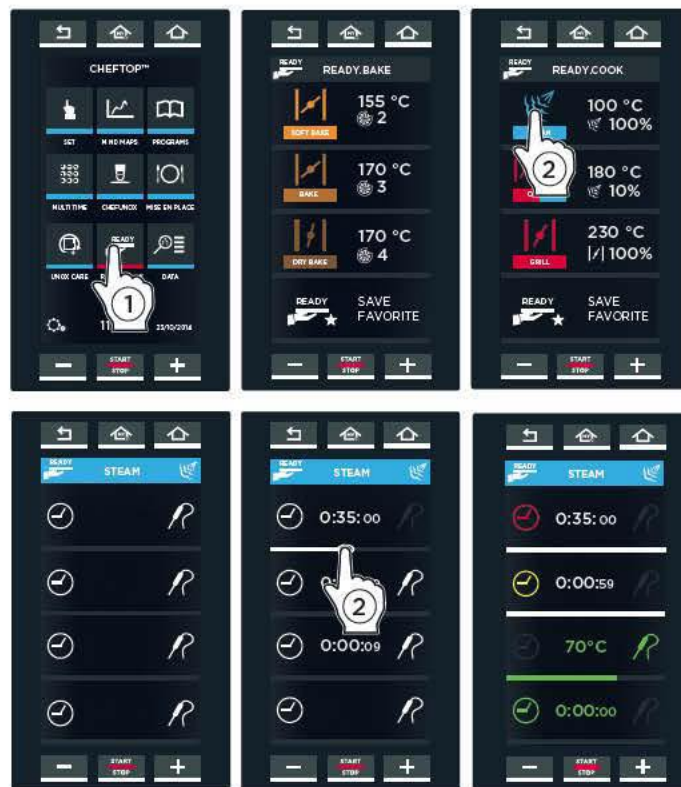 CHEFTOP™
SET
MIND MAPS
PROGRAMS
MULTI TIME
CHEFUNOX
MISE EN PLACE
READY
UNOX CARE
DATA
1
11
23/10/2014
START
STOP
READY
READY.BAKE
SOFT BAKE
155 °C
2
BAKE
170 °C
3
DRY BAKE
170 °C
4
READY
SAVE
FAVORITE
START
STOP
READY
READY.COOK
100 °C
100%
2
180 °C
10%
GRILL
230 °C
100%
READY
SAVE
FAVORITE
START
STOP
READY
STEAM
START
STOP
READY
STEAM
0:35:00
2
0:00:09
START
STOP
READY
STEAM
0:35:00
0:00:59
70°C
0:00:00
START
STOP